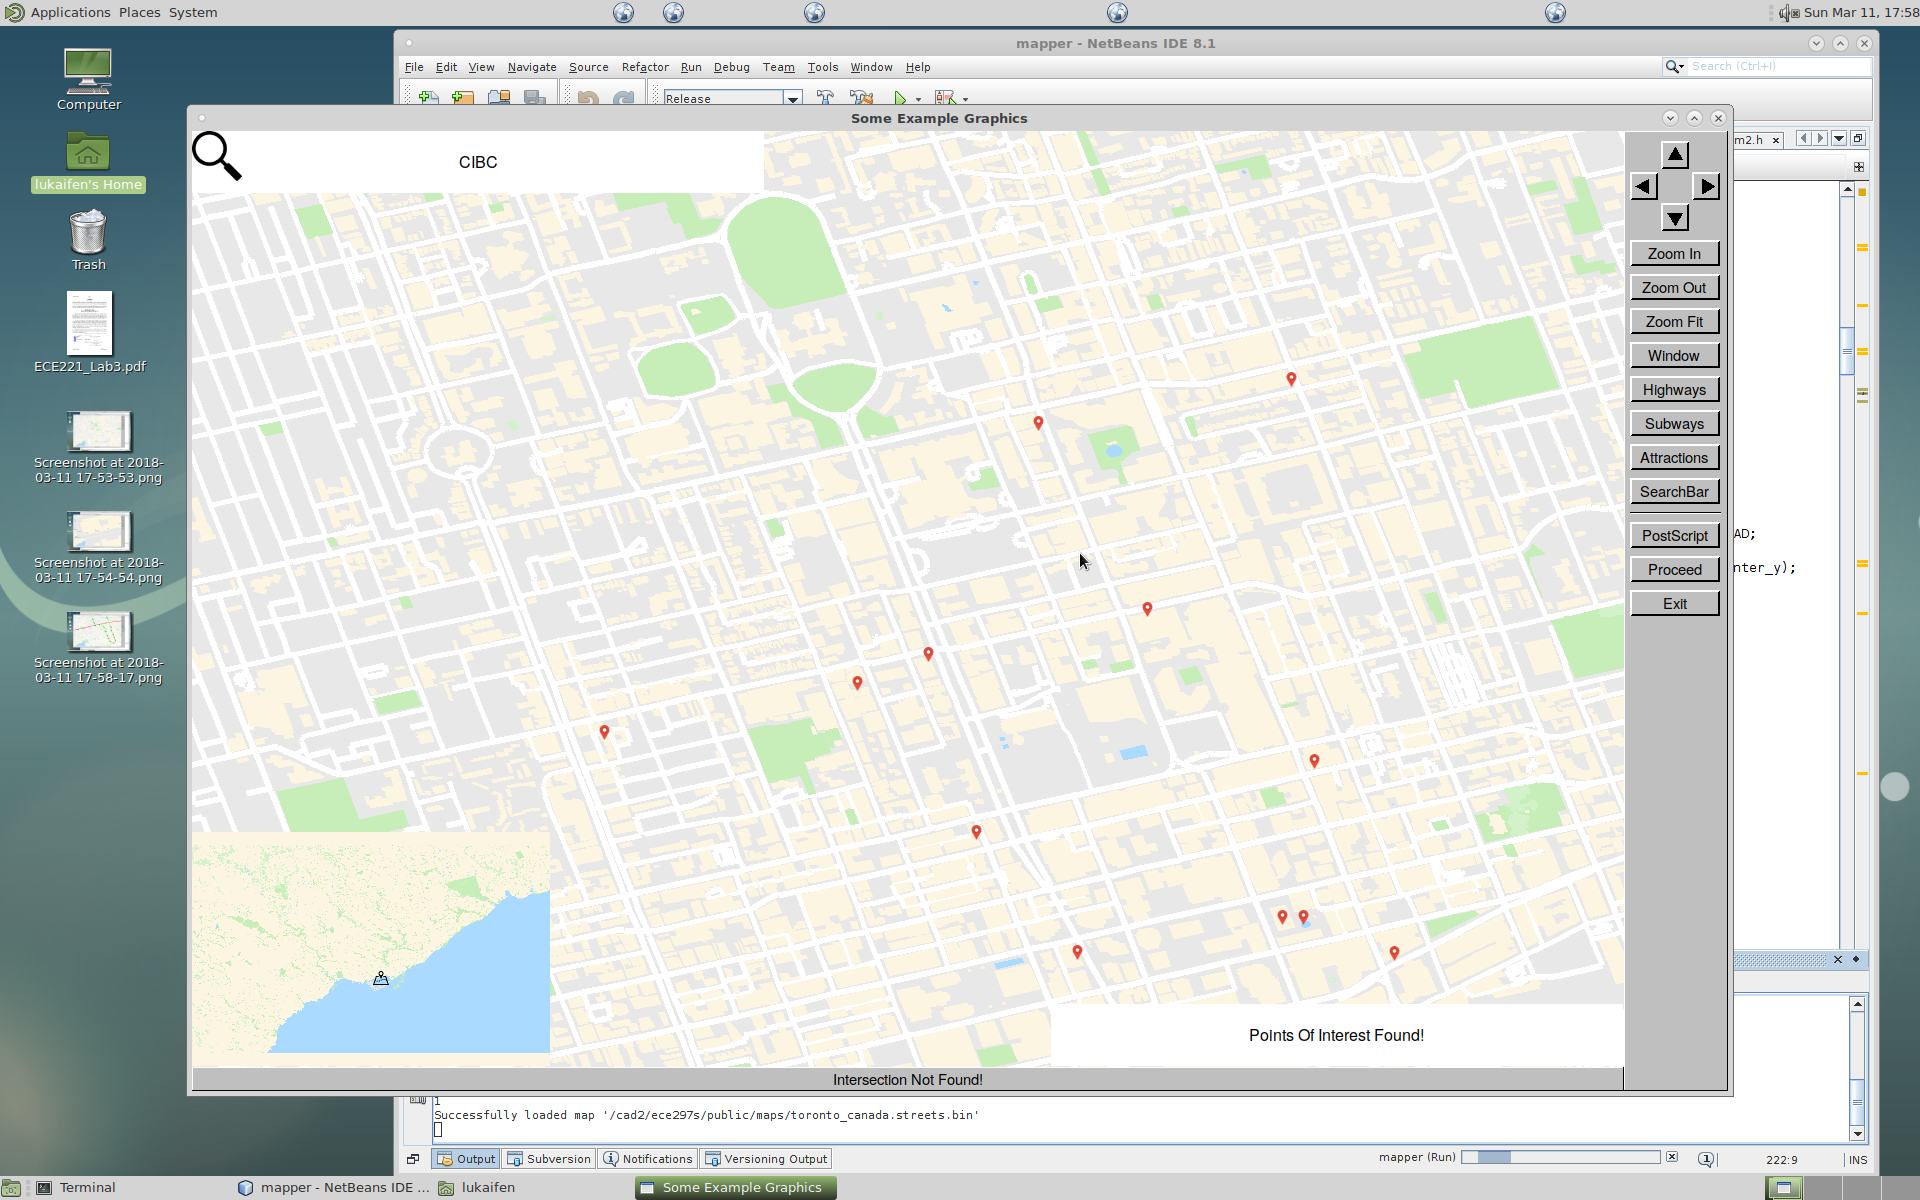 Applications Places System
Sun Mar 11, 17:58
mapper - NetBeans IDE 8.1
File Edit View Navigate Source Refactor Run Debug Team Tools Window Help
Search (Ctrl+I)
Release
Computer
lukaifen's Home
Trash
ECE221_Lab3.pdf
Screenshot at 2018-
03-11 17-53-53.png
Screenshot at 2018-
03-11 17-54-54.png
Screenshot at 2018-
03-11 17-58-17.png
Some Example Graphics
CIBC
m2.h
Zoom In
Zoom Out
Zoom Fit
Window
Highways
Subways
Attractions
SearchBar
PostScript
Proceed
Exit
AD;
nter_y);
Points Of Interest Found!
Intersection Not Found!
1
Successfully loaded map '/cad2/ece297s/public/maps/toronto_canada.streets.bin'
Output Subversion Notifications Versioning Output
mapper (Run)
222:9 INS
Terminal
mapper - NetBeans IDE ...
lukaifen
Some Example Graphics